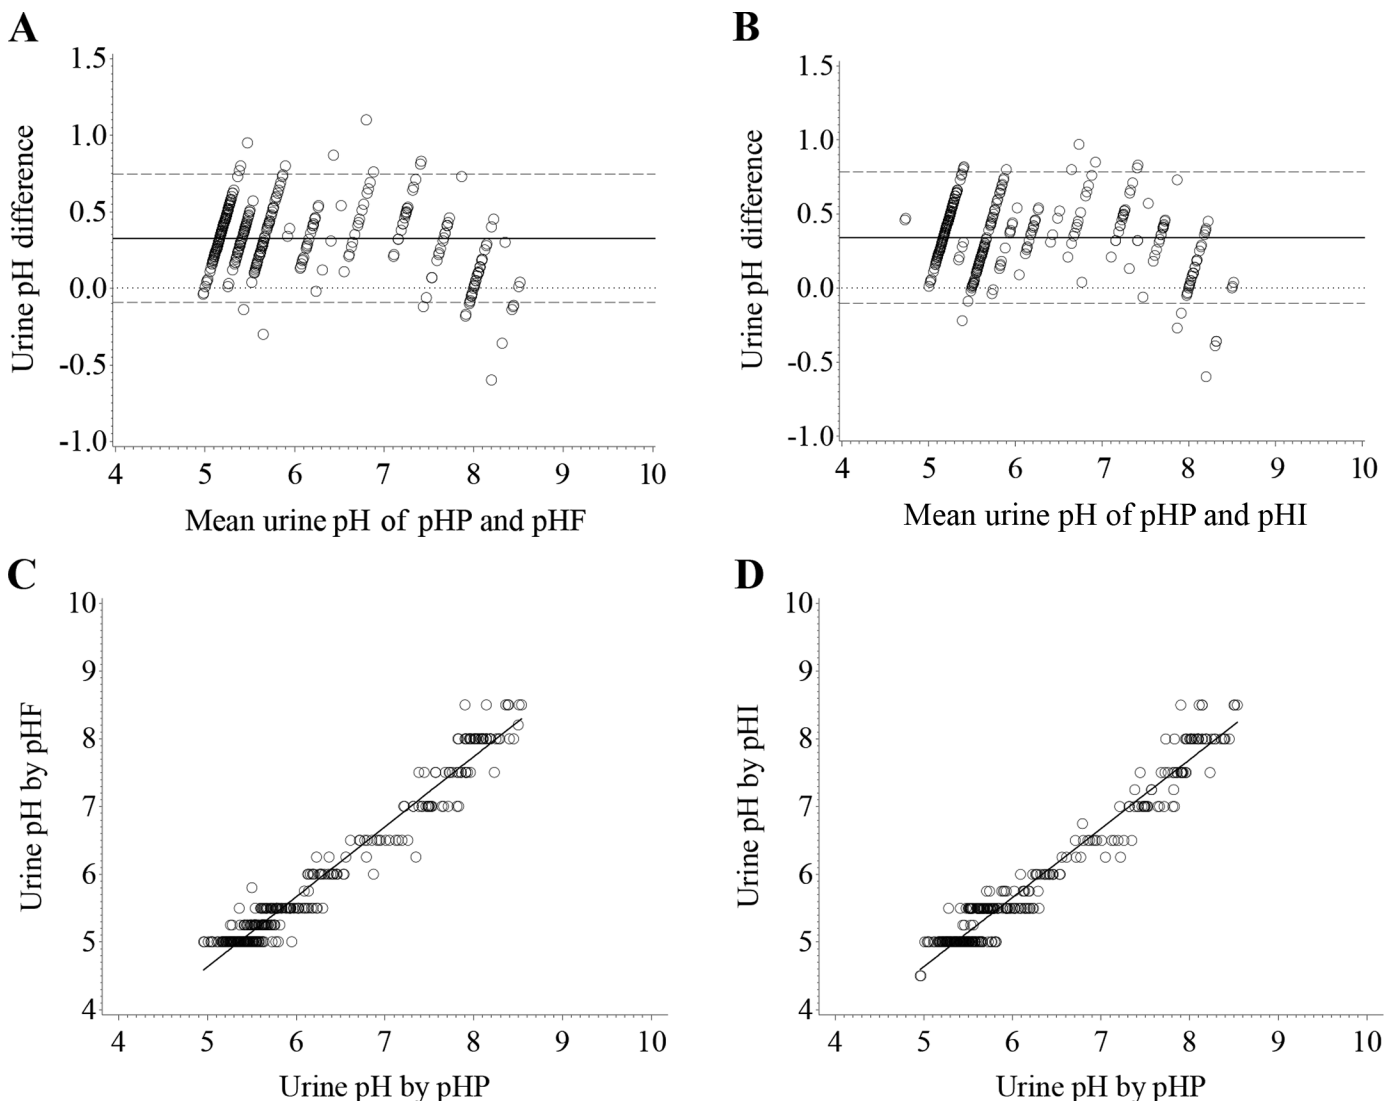 A
1.5
1.0
0.5
0.0
-0.5
-1.0
Urine pH difference
4 5 6 7 8 9 10
Mean urine pH of pHP and pHF
B
1.5
1.0
0.5
0.0
-0.5
-1.0
Urine pH difference
4 5 6 7 8 9 10
Mean urine pH of pHP and pHI
C
10
9
8
7
6
5
4
Urine pH by pHF
4 5 6 7 8 9 10
Urine pH by pHP
D
10
9
8
7
6
5
4
Urine pH by pHI
4 5 6 7 8 9 10
Urine pH by pHP